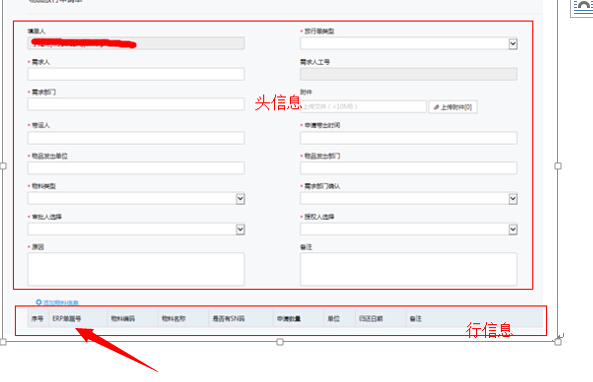 填单人
* 放行单类型
* 需求人
需求人工号
* 需求部门
附件
头信息
上传文件（<10MB）
上传附件[0]
* 带运人
* 申请带出时间
* 物品发出单位
* 物品发出部门
* 物料类型
* 需求部门确认
* 审批人选择
* 授权人选择
* 原因
备注
添加物料信息
序号 ERP单据号 物料编码 物料名称 是否有SN码 申请数量 单位 归还日期 备注
行信息